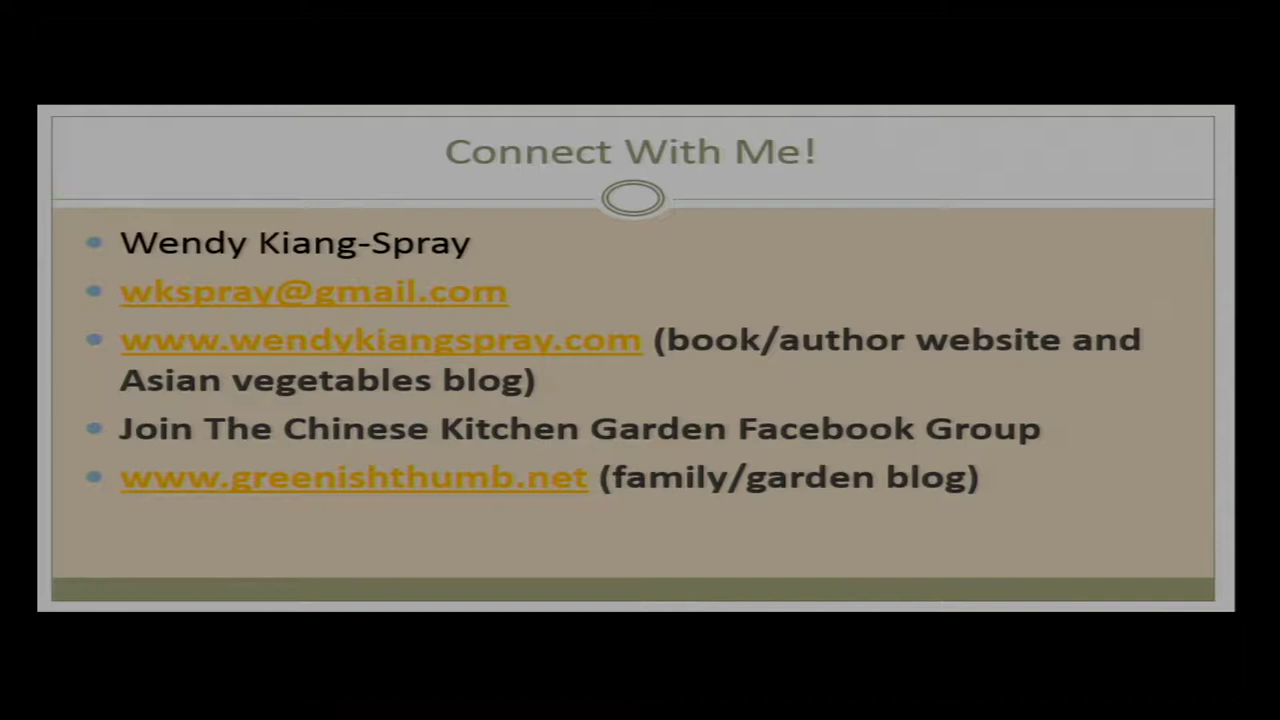 Connect With Me!
Wendy Kiang-Spray
wkspray@gmail.com
www.wendykiangspray.com (book/author website and
Asian vegetables blog)
Join The Chinese Kitchen Garden Facebook Group
www.greenishthumb.net (family/garden blog)